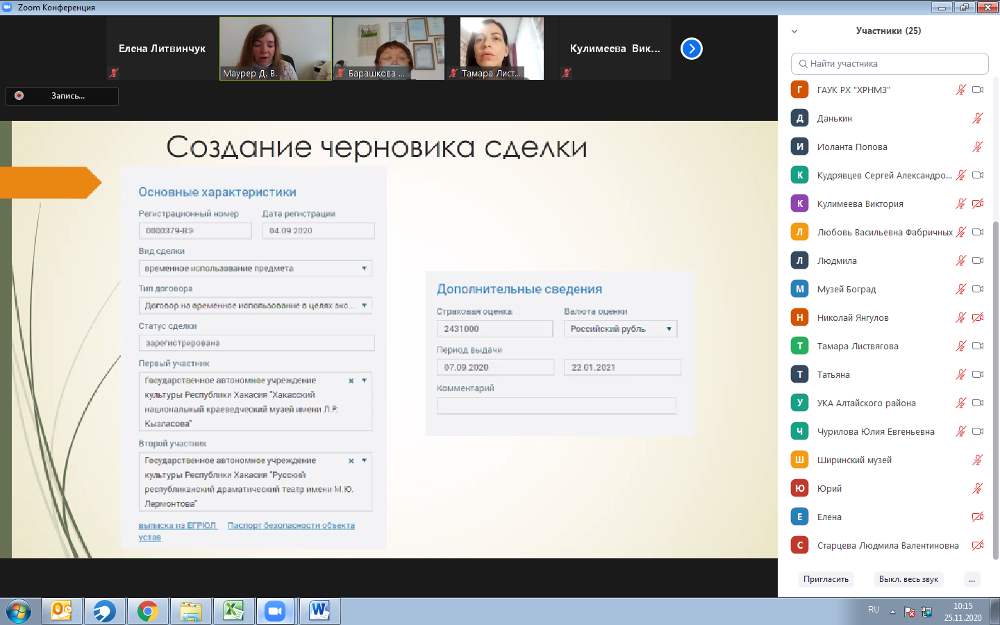 Zoom Конференция
Елена Литвинчук
Маурер Д. В.
Барашкова ...
Тамара Лист...
Кулимеева Вик...
Запись...
Создание черновика сделки
Основные характеристики
Регистрационный номер
Дата регистрации
0000379-ВЭ
04.09.2020
Вид сделки
временное использование предмета
Тип договора
Договор на временное использование в целях экс...
Статус сделки
зарегистрирована
Первый участник
Государственное автономное учреждение
культуры Республики Хакасия "Хакасский
национальный краеведческий музей имени Л.Р.
Кызласова"
Второй участник
Государственное автономное учреждение
культуры Республики Хакасия "Русский
республиканский драматический театр имени М.Ю.
Лермонтова"
выписка из ЕГРЮЛ Паспорт безопасности объекта
устав
Дополнительные сведения
Страховая оценка
Валюта оценки
2431000
Российский рубль
Период выдачи
07.09.2020
22.01.2021
Комментарий
Участники (25)
Найти участника
Г ГАУК РХ "ХРНМЗ"
Д Данькин
И Иоланта Попова
К Кудрявцев Сергей Александро...
К Кулимеева Виктория
Л Любовь Васильевна Фабричных
Л Людмила
М Музей Боград
Н Николай Янгулов
Т Тамара Листвягова
Т Татьяна
У УКА Алтайского района
Ч Чурилова Юлия Евгеньевна
Ш Ширинский музей
Ю Юрий
Е Елена
С Старцева Людмила Валентиновна
Пригласить
Выкл. весь звук
...
RU
10:15
25.11.2020